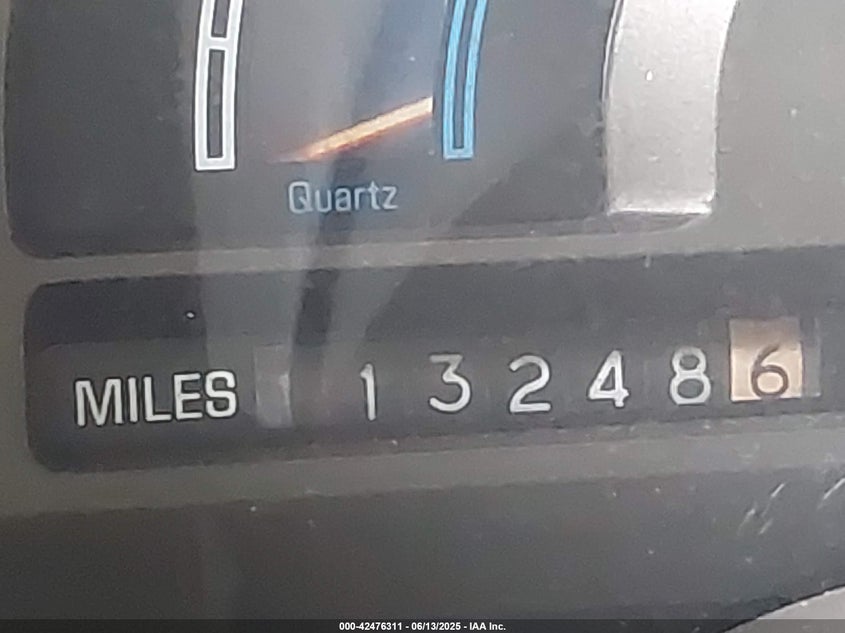 Quartz
MILES 132486
000-42476311 - 06/13/2025 - IAA Inc.